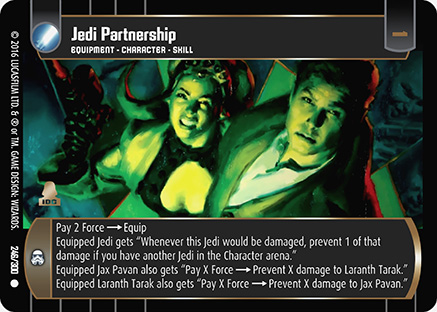 Jedi Partnership
EQUIPMENT - CHARACTER - SKILL
Pay 2 Force → Equip
Equipped Jedi gets “Whenever this Jedi would be damaged, prevent 1 of that
damage if you have another Jedi in the Character arena.”
Equipped Jax Pavan also gets “Pay X Force → Prevent X damage to Laranth Tarak.”
Equipped Laranth Tarak also gets “Pay X Force → Prevent X damage to Jax Pavan.”
© 2016 LUCASFILM LTD. & ® or TM. GAME DESIGN: WIZARDS.
246/300